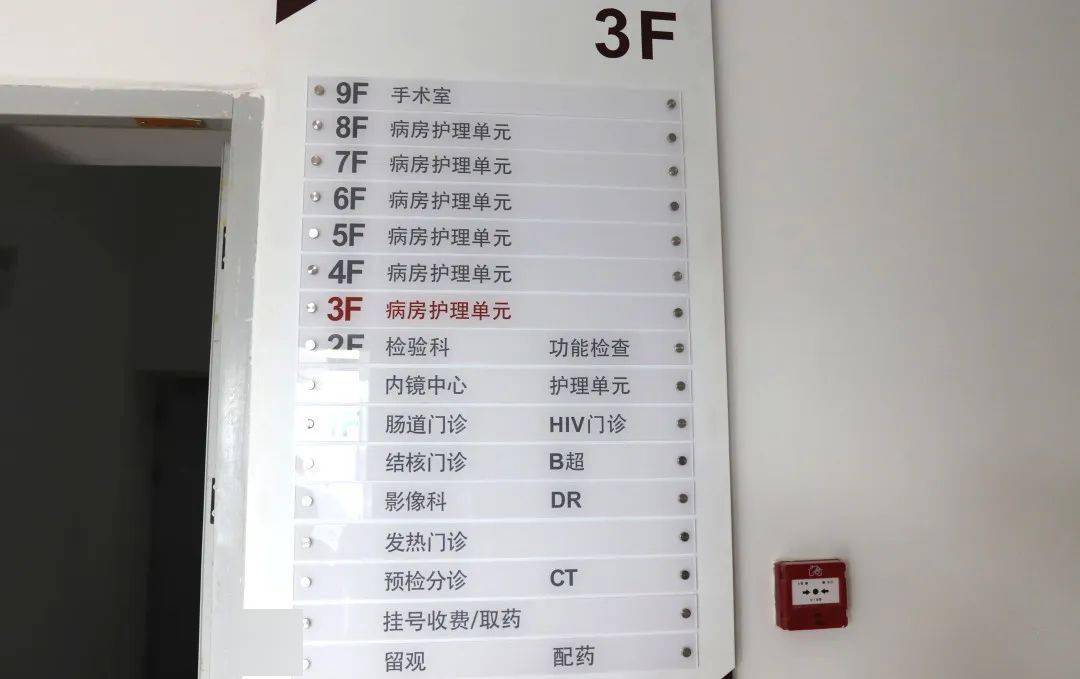 3F
9F 手术室
8F 病房护理单元
7F 病房护理单元
6F 病房护理单元
5F 病房护理单元
4F 病房护理单元
3F 病房护理单元
2F 检验科 功能检查
内镜中心 护理单元
肠道门诊 HIV门诊
结核门诊 B超
影像科 DR
发热门诊
预检分诊 CT
挂号收费/取药
留观 配药